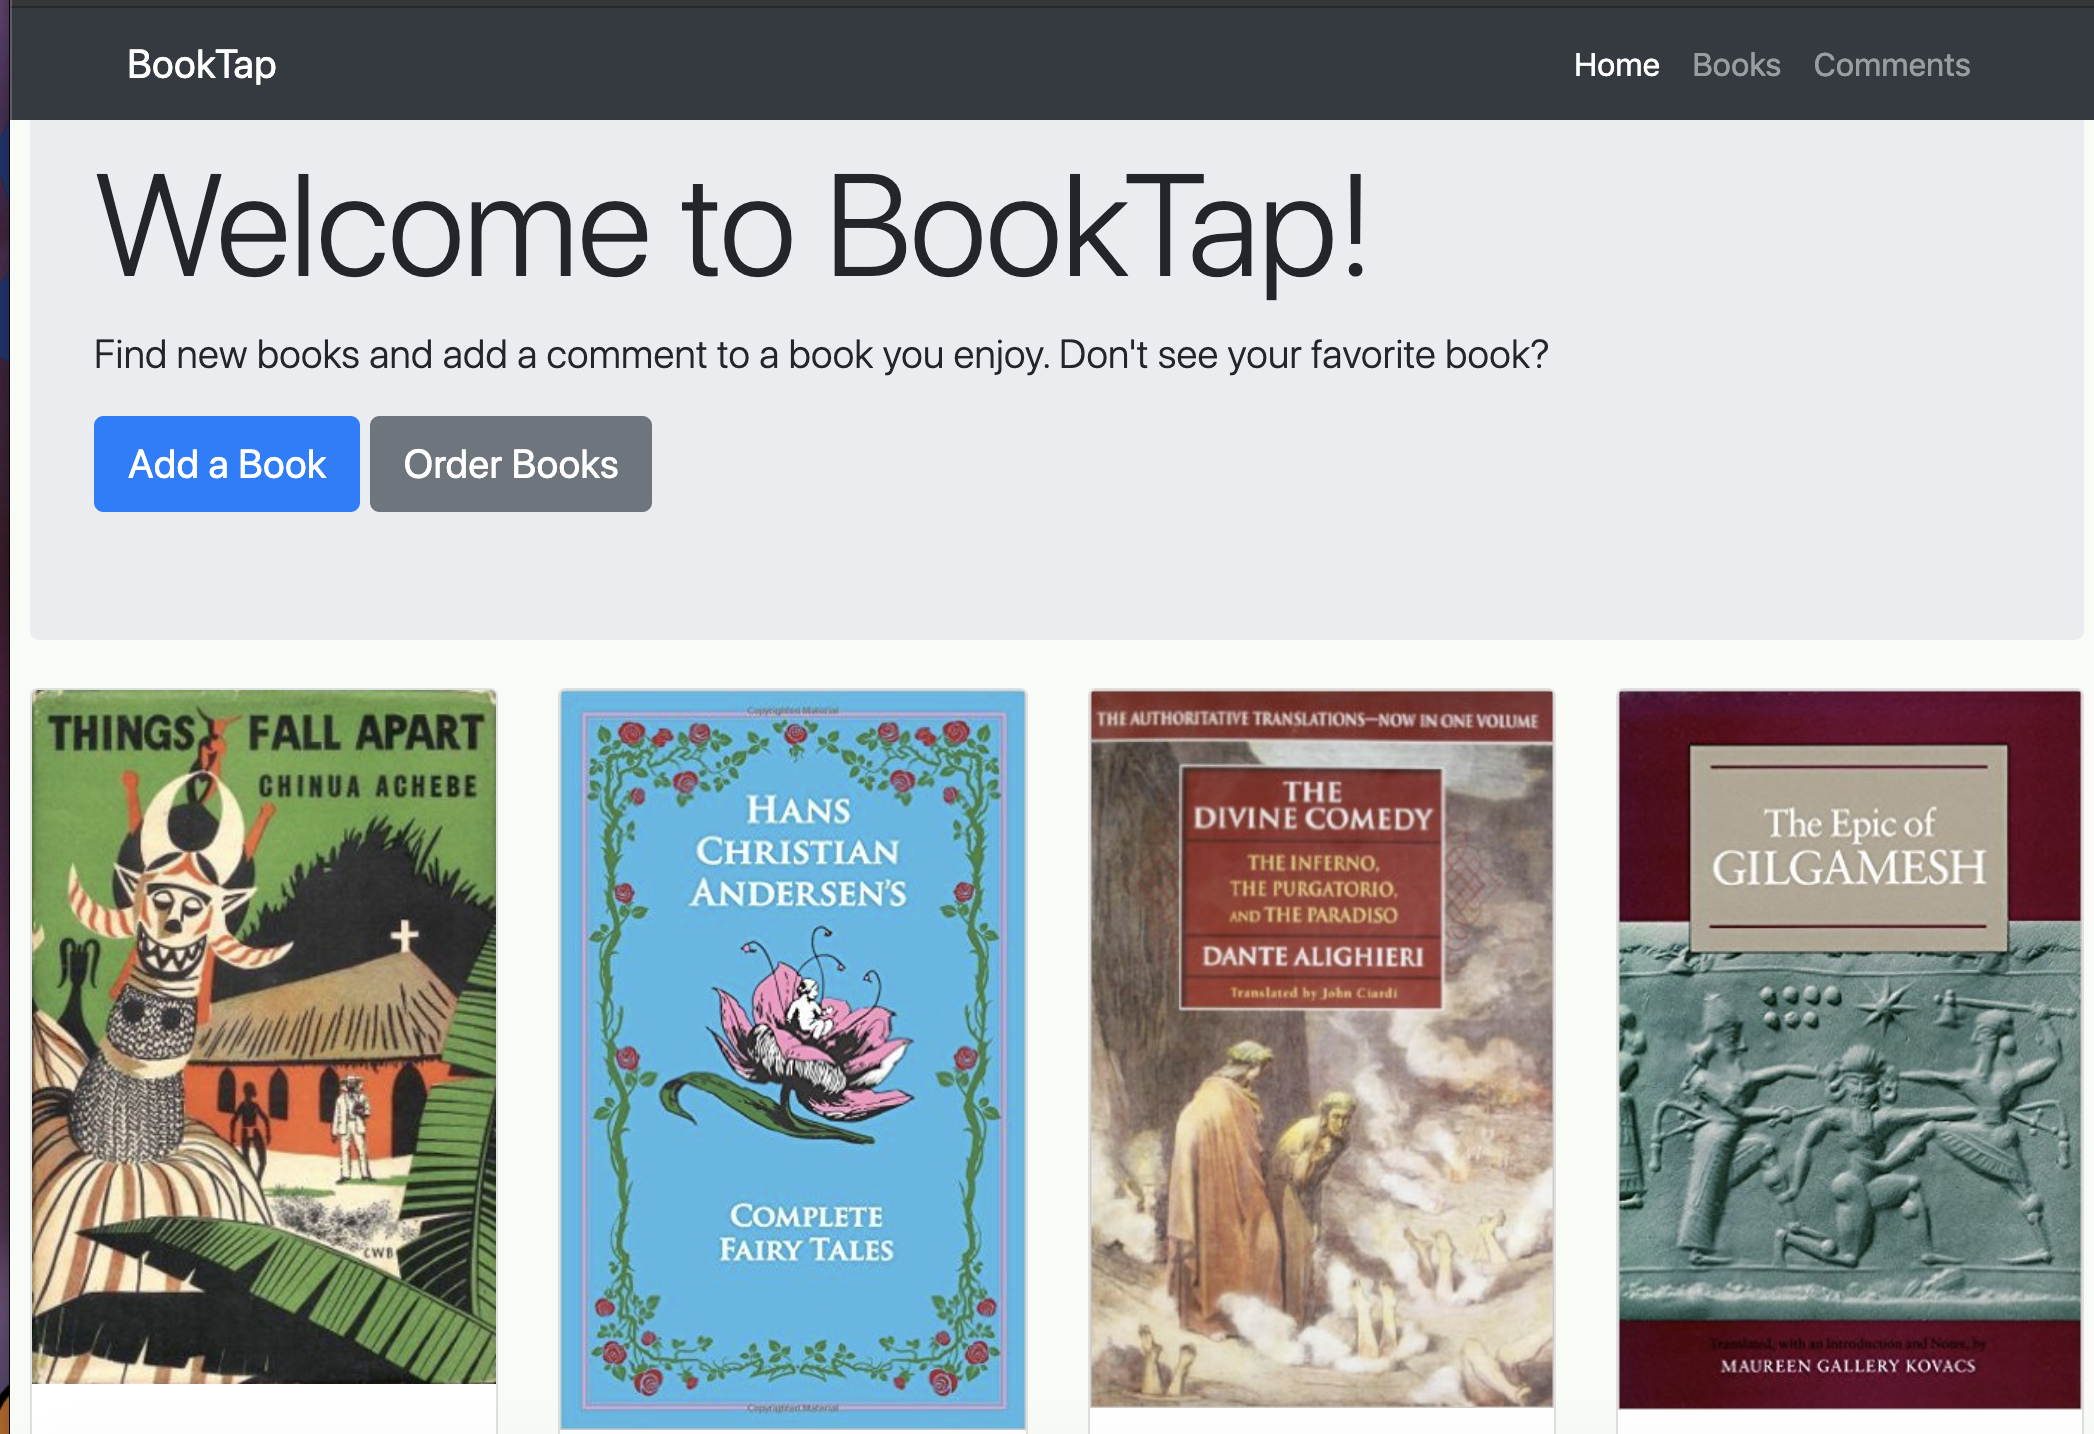 BookTap
Home Books Comments
Welcome to BookTap!
Find new books and add a comment to a book you enjoy. Don't see your favorite book?
Add a Book Order Books
THINGS FALL APART
CHINUA ACHEBE
CWB
Copyrighted Material
HANS
CHRISTIAN
ANDERSEN'S
COMPLETE
FAIRY TALES
Copyrighted Material
THE AUTHORITATIVE TRANSLATIONS—NOW IN ONE VOLUME
THE
DIVINE COMEDY
THE INFERNO,
THE PURGATORIO,
AND THE PARADISO
DANTE ALIGHIERI
Translated by John Ciardi
The Epic of
GILGAMESH
Translated, with an Introduction and Notes, by
MAUREEN GALLERY KOVACS